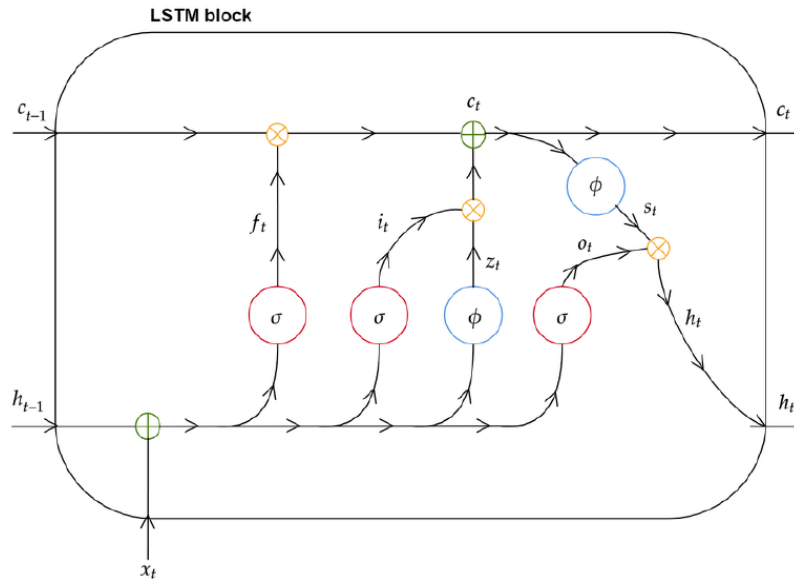 LSTM block
c_{t-1}
c_t
c_t
ϕ
f_t
i_t
s_t
o_t
z_t
σ
σ
ϕ
σ
h_t
h_{t-1}
h_t
x_t